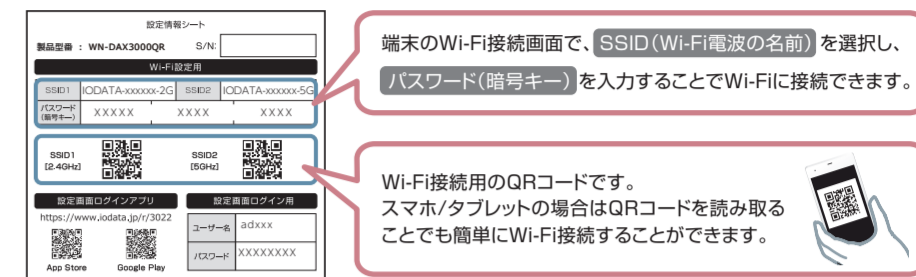 設定情報シート
製品型番 : WN-DAX3000QR S/N:
Wi-Fi設定用
SSID1 IODATA-xxxxxx-2G SSID2 IODATA-xxxxxx-5G
パスワード
(暗号キー) XXXXX XXXX XXXX
SSID1
[2.4GHz]
SSID2
[5GHz]
設定画面ログインアプリ
https://www.iodata.jp/r/3022
App Store Google Play
設定画面ログイン用
ユーザー名 adxxx
パスワード XXXXXXXX
端末のWi-Fi接続画面で、SSID(Wi-Fi電波の名前)を選択し、
パスワード(暗号キー)を入力することでWi-Fiに接続できます。
Wi-Fi接続用のQRコードです。
スマホ/タブレットの場合はQRコードを読み取る
ことでも簡単にWi-Fi接続することができます。